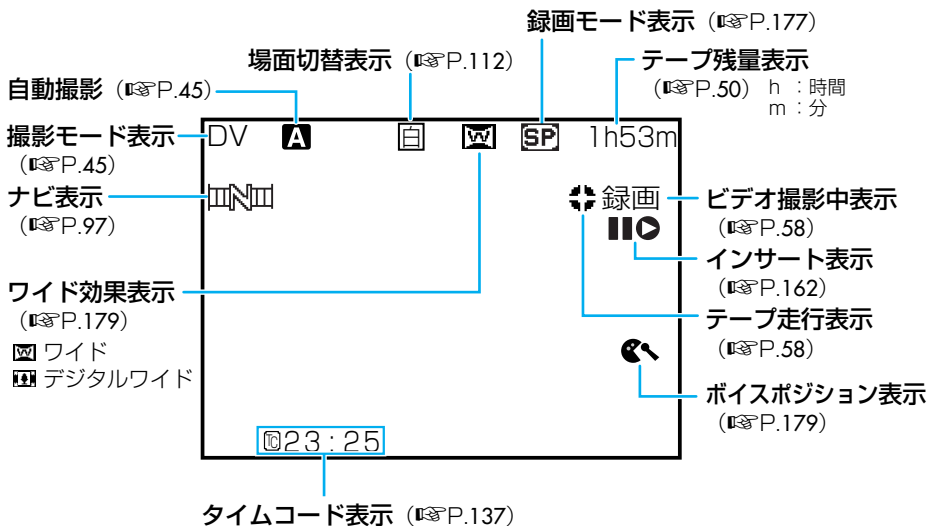 録画モード表示（☞P.177）
場面切替表示（☞P.112）
テープ残量表示
（☞P.50） h ：時間
m ：分
自動撮影（☞P.45）
撮影モード表示
（☞P.45）
ナビ表示
（☞P.97）
ワイド効果表示
（☞P.179）
W ワイド
デジタルワイド
DV A 白 W SP 1h53m
N
録画
TC 23:25
ビデオ撮影中表示
（☞P.58）
インサート表示
（☞P.162）
テープ走行表示
（☞P.58）
ボイスポジション表示
（☞P.179）
タイムコード表示（☞P.137）